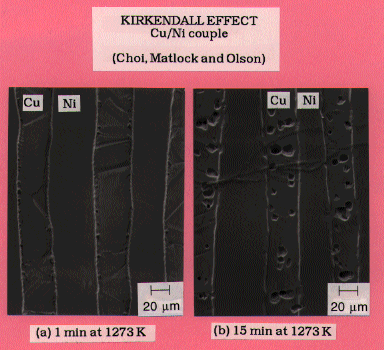 KIRKENDALL EFFECT
Cu/Ni couple
(Choi, Matlock and Olson)
Cu Ni
Cu Ni
20 µm
20 µm
(a) 1 min at 1273 K
(b) 15 min at 1273 K